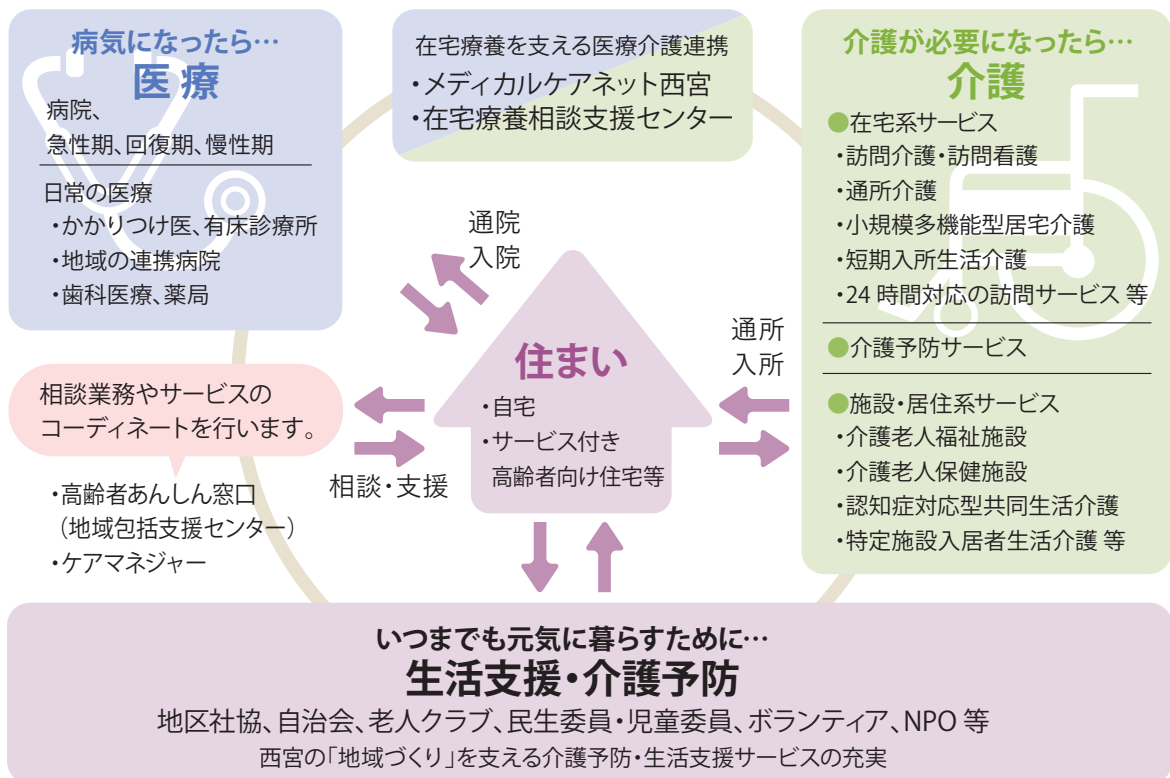 病気になったら…
医療
病院、
急性期、回復期、慢性期
日常の医療
・かかりつけ医、有床診療所
・地域の連携病院
・歯科医療、薬局
在宅療養を支える医療介護連携
・メディカルケアネット西宮
・在宅療養相談支援センター
介護が必要になったら…
介護
●在宅系サービス
・訪問介護・訪問看護
・通所介護
・小規模多機能型居宅介護
・短期入所生活介護
・24 時間対応の訪問サービス 等
●介護予防サービス
●施設・居住系サービス
・介護老人福祉施設
・介護老人保健施設
・認知症対応型共同生活介護
・特定施設入居者生活介護 等
通院
入院
通所
入所
住まい
・自宅
・サービス付き
高齢者向け住宅等
相談業務やサービスの
コーディネートを行います。
相談・支援
・高齢者あんしん窓口
（地域包括支援センター）
・ケアマネジャー
いつまでも元気に暮らすために…
生活支援・介護予防
地区社協、自治会、老人クラブ、民生委員・児童委員、ボランティア、NPO 等
西宮の「地域づくり」を支える介護予防・生活支援サービスの充実